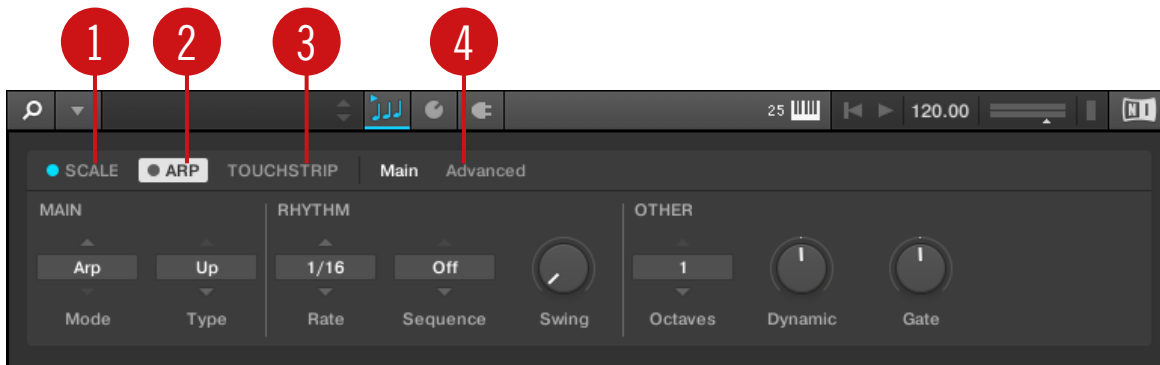 1 2 3 4
25 120.00 NI
SCALE ARP TOUCHSTRIP Main Advanced
MAIN RHYTHM OTHER
Arp Up 1/16 Off 1
Mode Type Rate Sequence Swing Octaves Dynamic Gate